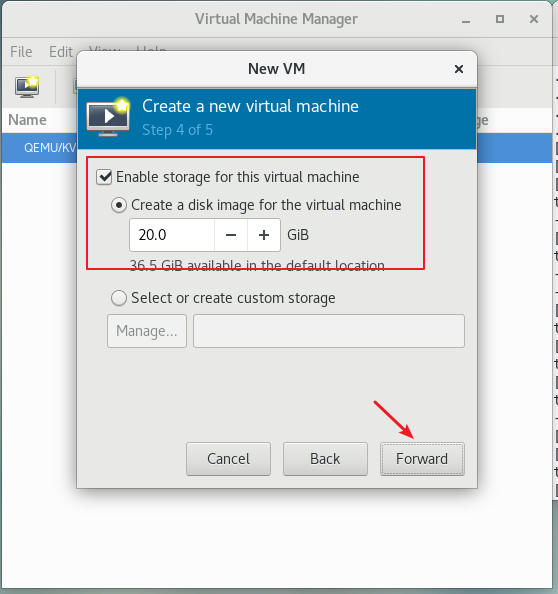 Virtual Machine Manager
File Edit View Help
New VM
Create a new virtual machine
Step 4 of 5
Name
QEMU/KV
Enable storage for this virtual machine
Create a disk image for the virtual machine
20.0 − + GiB
36.5 GiB available in the default location
Select or create custom storage
Manage...
Cancel Back Forward